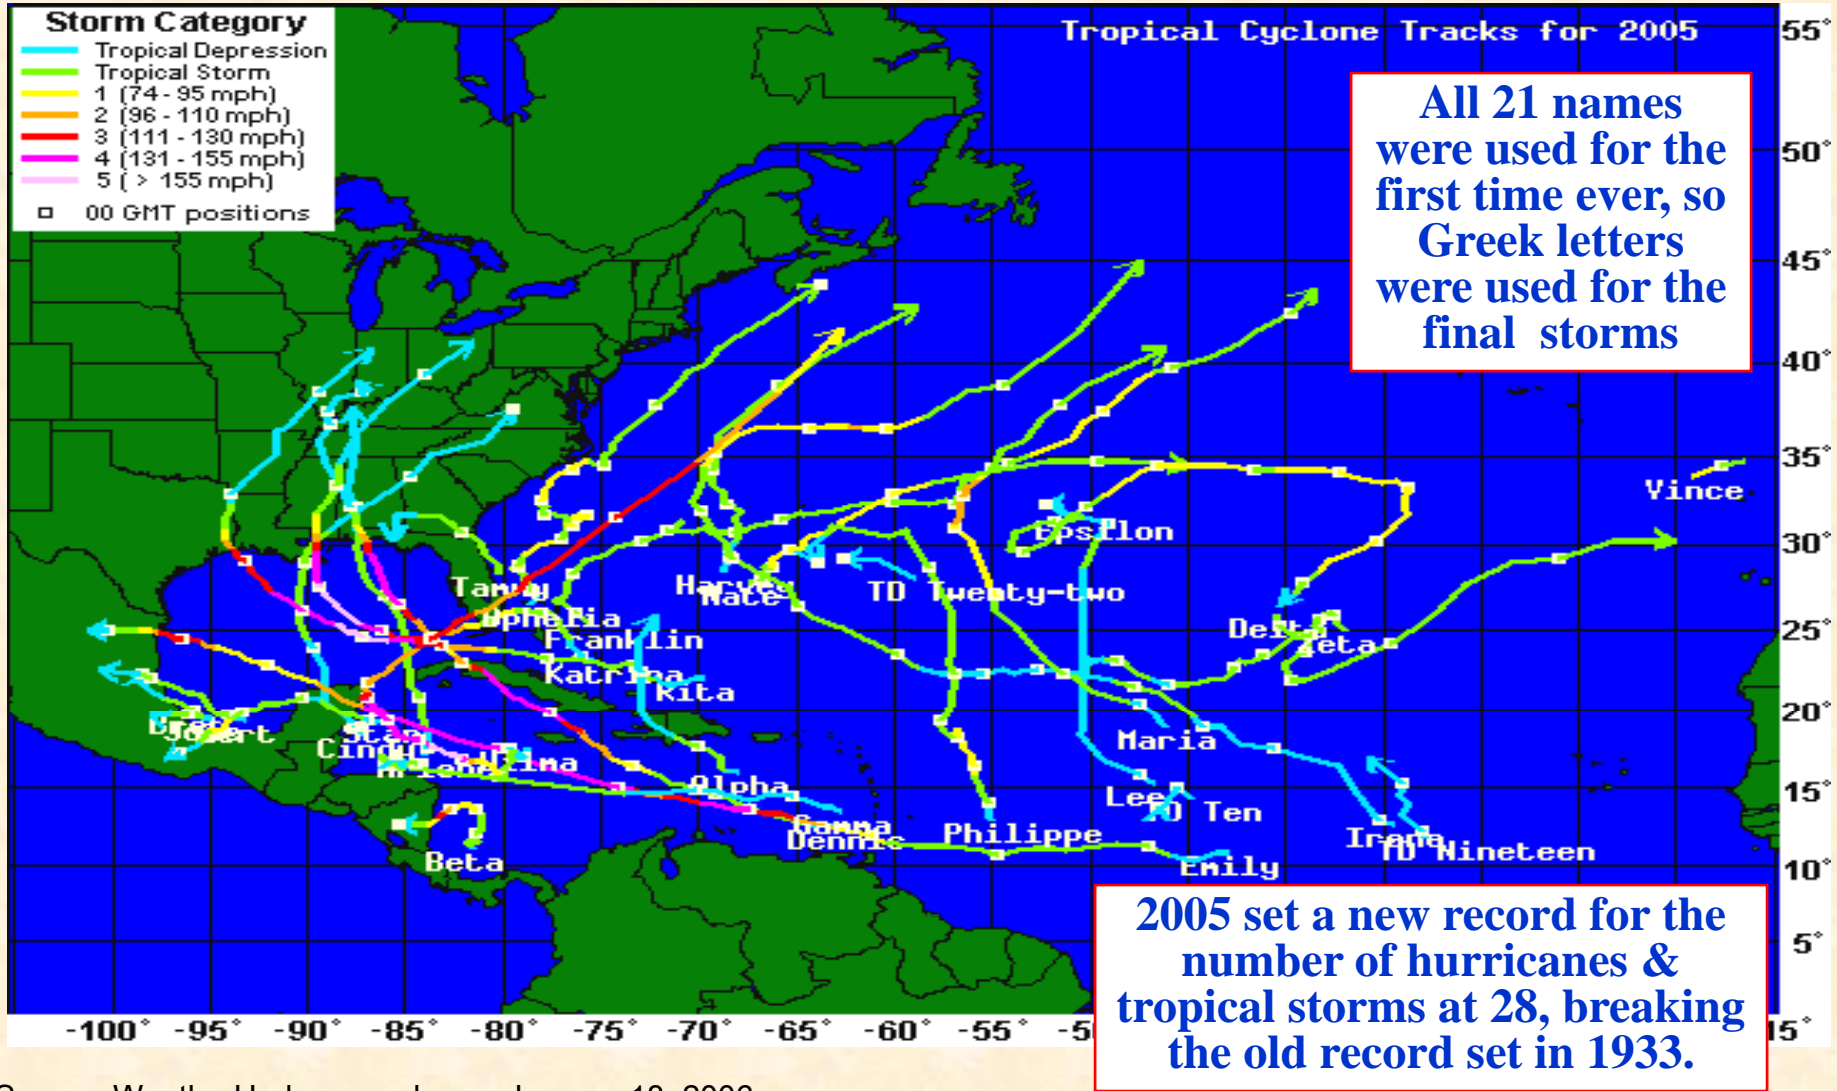 Storm Category
Tropical Depression
Tropical Storm
1 (74-95 mph)
2 (96-110 mph)
3 (111-130 mph)
4 (131-155 mph)
5 ( > 155 mph)
00 GMT positions
Tropical Cyclone Tracks for 2005
All 21 names
were used for the
first time ever, so
Greek letters
were used for the
final storms
55°
50°
45°
40°
35°
30°
25°
20°
15°
10°
5°
Vince
Epsilon
Tammy
Harvey
Nate
TD Twenty-two
Ophelia
Franklin
Delta
Zeta
Katrina
Rita
Stan
Cindy
Maria
Alpha
Lee
TD Ten
Gamma
Dennis
Philippe
Irene
TD Nineteen
Beta
Emily
2005 set a new record for the
number of hurricanes &
tropical storms at 28, breaking
the old record set in 1933.
-100° -95° -90° -85° -80° -75° -70° -65° -60° -55°